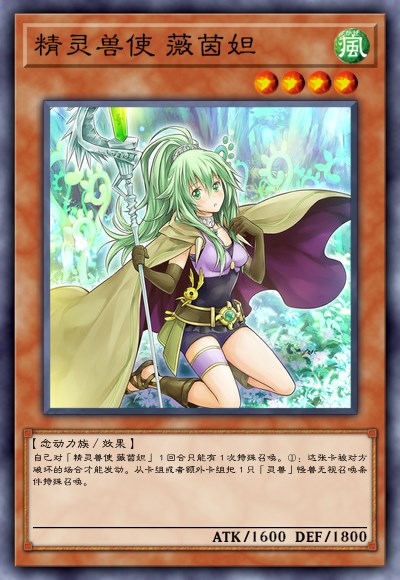 精灵兽使 薇茵妲
風
【念动力族／效果】
自己对「精灵兽使 薇茵妲」1回合只能有1次特殊召唤。①：这张卡被对方
破坏的场合才能发动。从卡组或者额外卡组把1只「灵兽」怪兽无视召唤条
件特殊召唤。
ATK/1600 DEF/1800